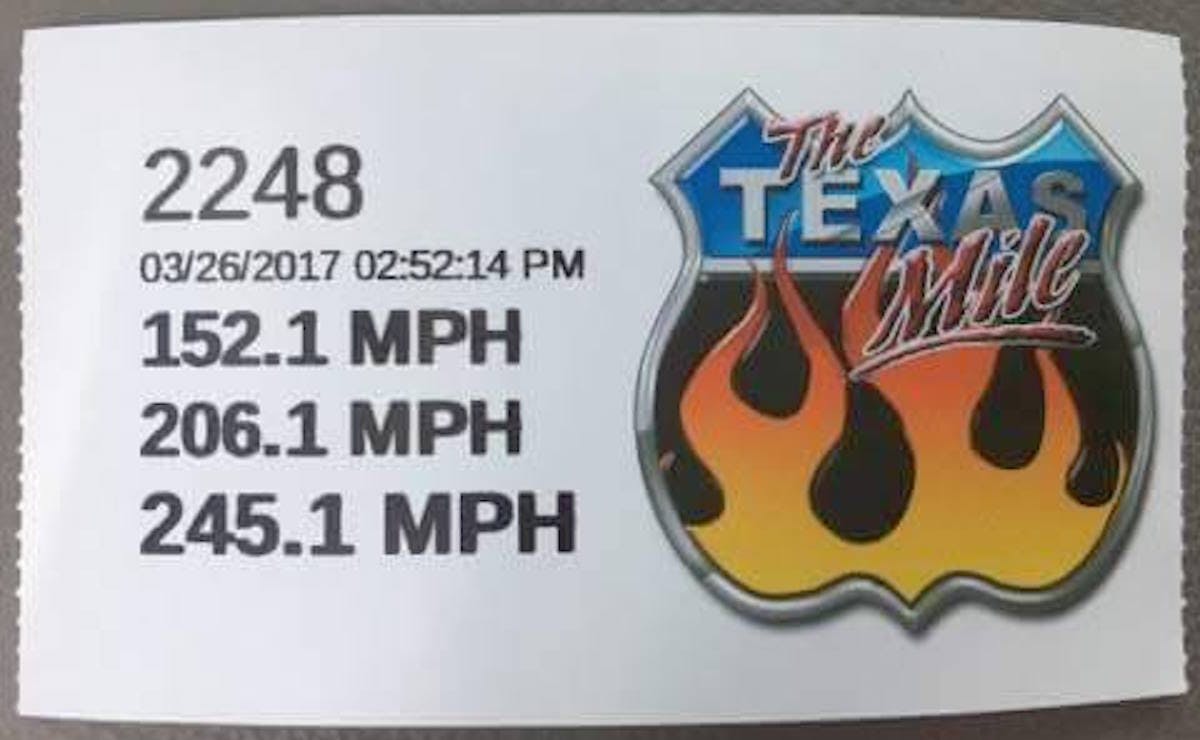 2248
03/26/2017 02:52:14 PM
152.1 MPH
206.1 MPH
245.1 MPH
The
TEXAS
Mile